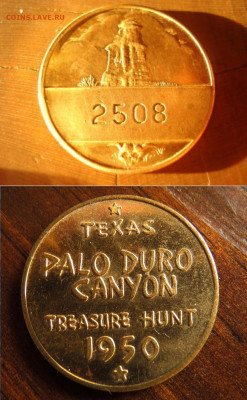 COINS.LAVE.RU
2508
TEXAS
PALO DURO
CANYON
TREASURE HUNT
1950